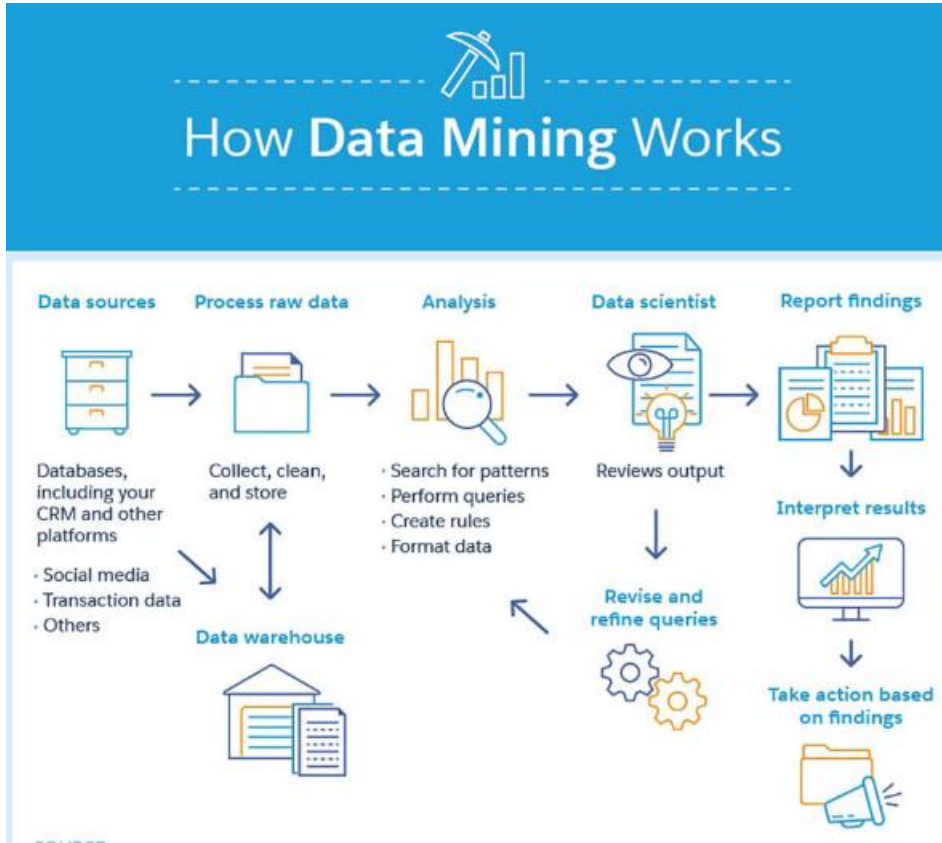 How Data Mining Works
Data sources
Databases,
including your
CRM and other
platforms
· Social media
· Transaction data
· Others
Process raw data
Collect, clean,
and store
Data warehouse
Analysis
· Search for patterns
· Perform queries
· Create rules
· Format data
Data scientist
Reviews output
Revise and
refine queries
Report findings
Interpret results
Take action based
on findings